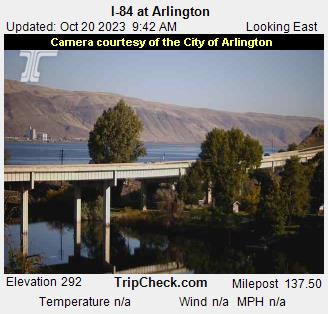 I-84 at Arlington
Updated: Oct 20 2023 9:42 AM Looking East
Camera courtesy of the City of Arlington
Elevation 292 TripCheck.com Milepost 137.50
Temperature n/a Wind n/a MPH n/a